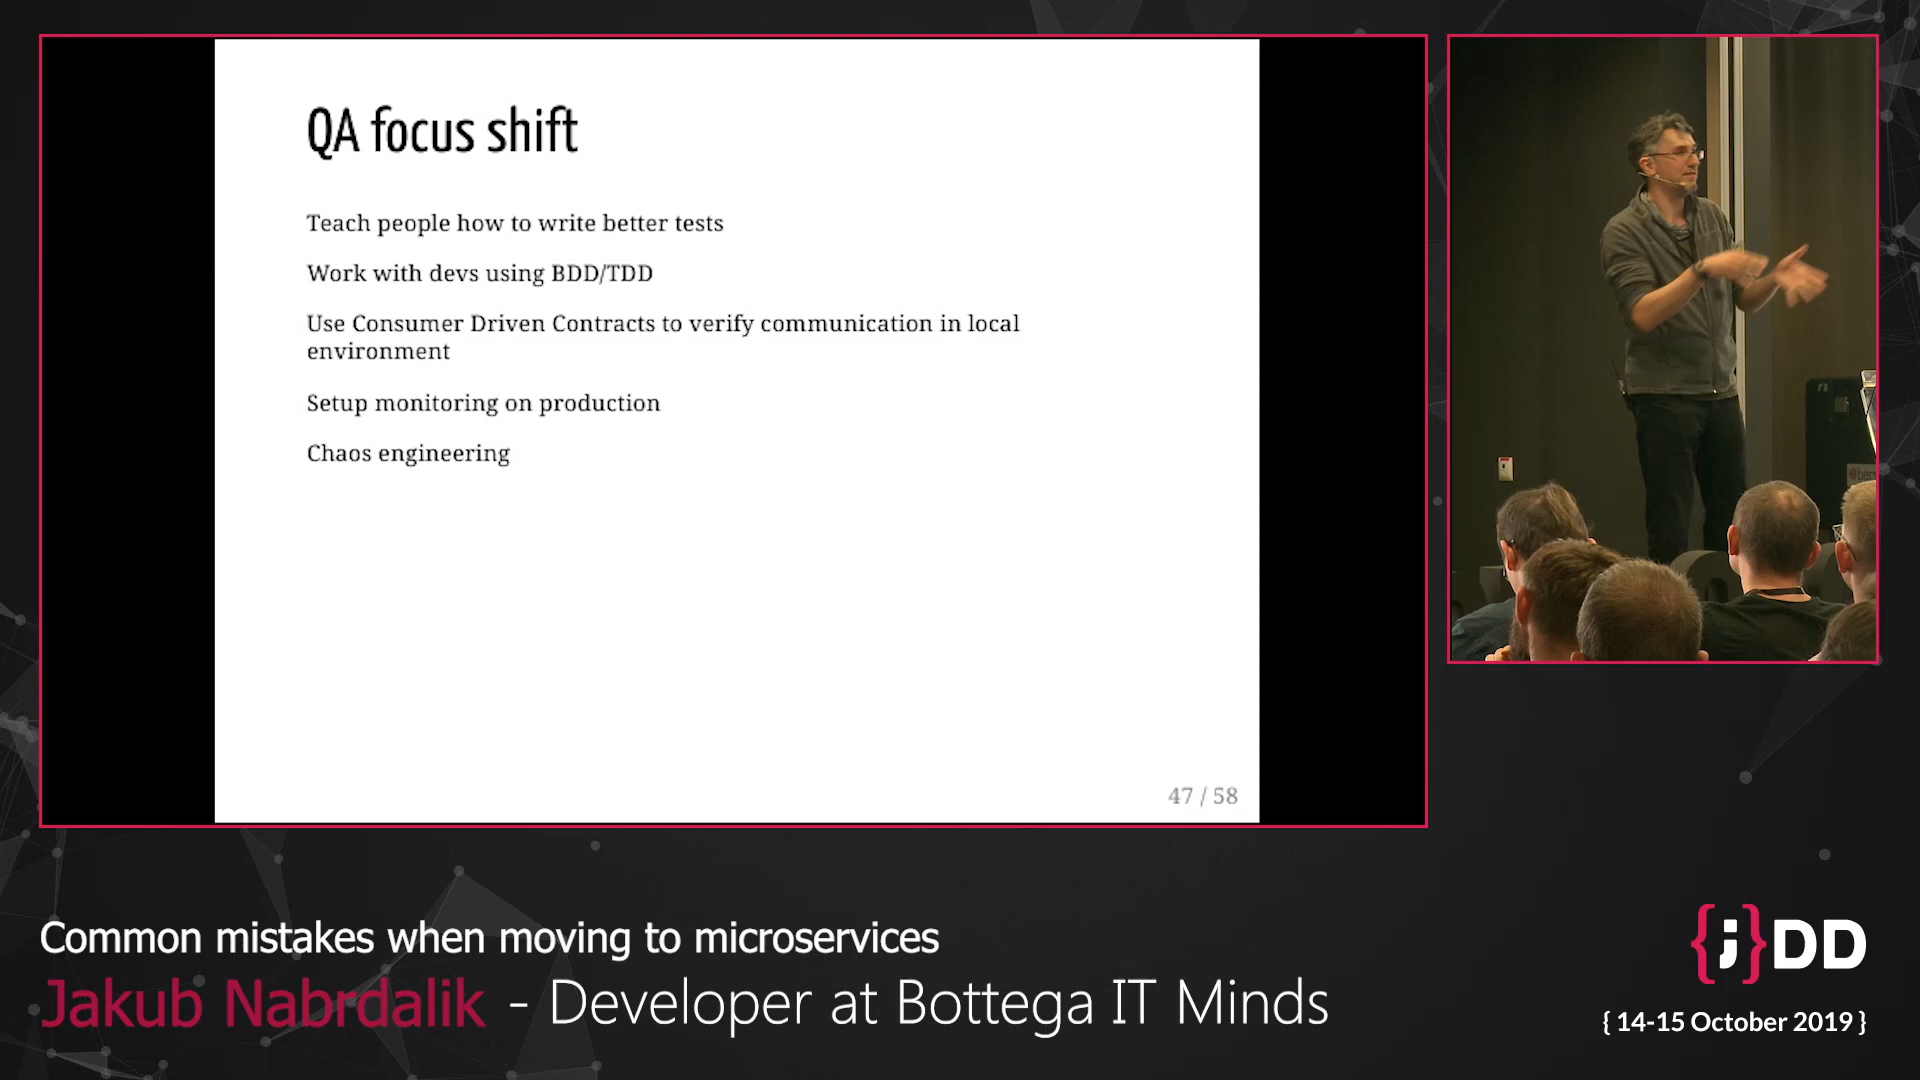 QA focus shift
Teach people how to write better tests
Work with devs using BDD/TDD
Use Consumer Driven Contracts to verify communication in local
environment
Setup monitoring on production
Chaos engineering
47 / 58
Common mistakes when moving to microservices
Jakub Nabrdalik - Developer at Bottega IT Minds
{;}DD
{ 14-15 October 2019 }